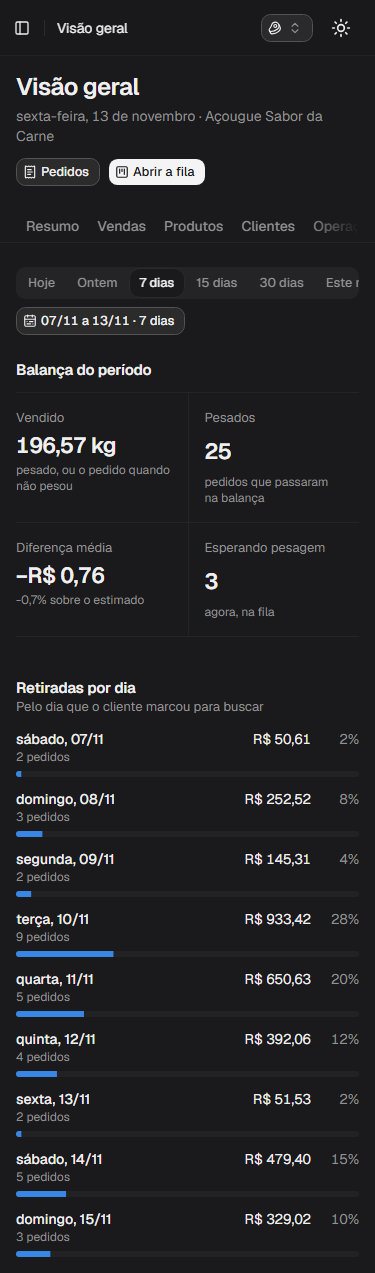 Visão geral
Visão geral
sexta-feira, 13 de novembro · Açougue Sabor da
Carne
Pedidos
Abrir a fila
Resumo Vendas Produtos Clientes
Hoje Ontem 7 dias 15 dias 30 dias Este
07/11 a 13/11 · 7 dias
Balança do período
Vendido
196,57 kg
pesado, ou o pedido quando
não pesou
Pesados
25
pedidos que passaram
na balança
Diferença média
−R$ 0,76
-0,7% sobre o estimado
Esperando pesagem
3
agora, na fila
Retiradas por dia
Pelo dia que o cliente marcou para buscar
sábado, 07/11 R$ 50,61 2%
2 pedidos
domingo, 08/11 R$ 252,52 8%
3 pedidos
segunda, 09/11 R$ 145,31 4%
2 pedidos
terça, 10/11 R$ 933,42 28%
9 pedidos
quarta, 11/11 R$ 650,63 20%
5 pedidos
quinta, 12/11 R$ 392,06 12%
4 pedidos
sexta, 13/11 R$ 51,53 2%
2 pedidos
sábado, 14/11 R$ 479,40 15%
5 pedidos
domingo, 15/11 R$ 329,02 10%
3 pedidos